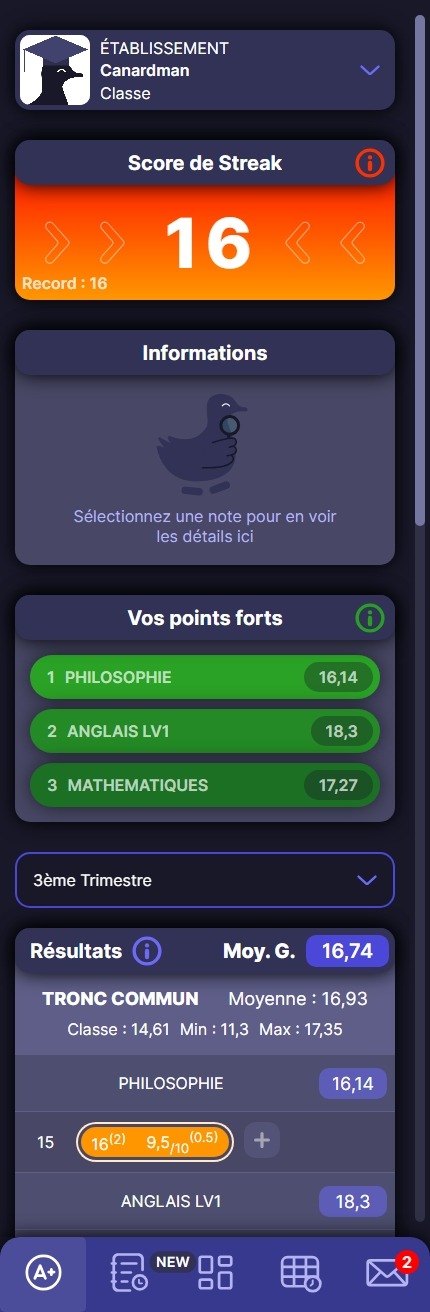 ÉTABLISSEMENT
Canardman
Classe
Score de Streak
16
Record : 16
Informations
Sélectionnez une note pour en voir
les détails ici
Vos points forts
1 PHILOSOPHIE 16,14
2 ANGLAIS LV1 18,3
3 MATHEMATIQUES 17,27
3ème Trimestre
Résultats Moy. G. 16,74
TRONC COMMUN Moyenne : 16,93
Classe : 14,61 Min : 11,3 Max : 17,35
PHILOSOPHIE 16,14
15 16(2) 9,5/10(0.5) +
ANGLAIS LV1 18,3
A+ NEW 2